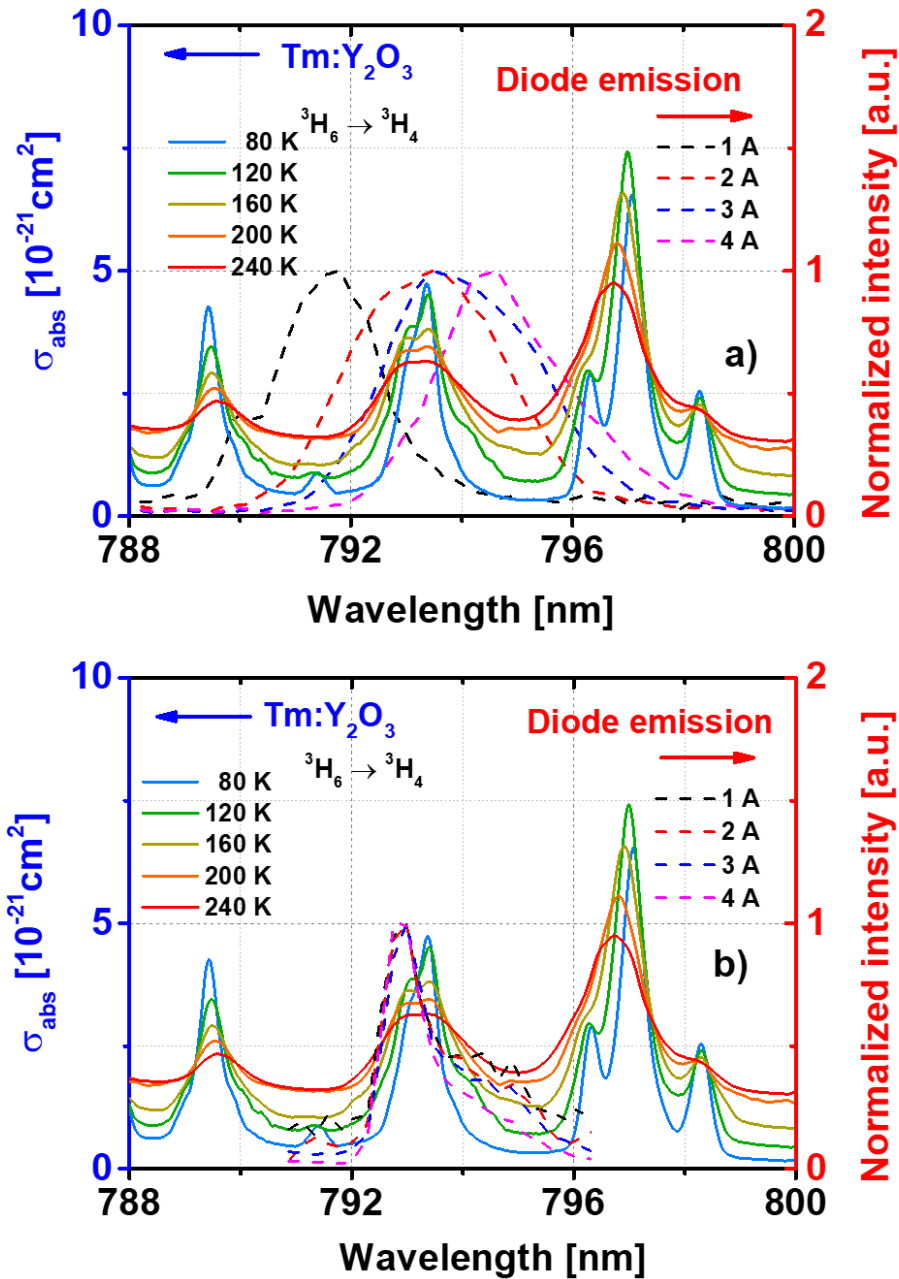 10
5
0
σabs [10-21cm2]
Tm:Y2O3
3H6 → 3H4
80 K
120 K
160 K
200 K
240 K
Diode emission
1 A
2 A
3 A
4 A
a)
2
1
0
Normalized intensity [a.u.]
788
792
796
800
Wavelength [nm]
10
5
0
σabs [10-21cm2]
Tm:Y2O3
3H6 → 3H4
80 K
120 K
160 K
200 K
240 K
Diode emission
1 A
2 A
3 A
4 A
b)
2
1
0
Normalized intensity [a.u.]
788
792
796
800
Wavelength [nm]